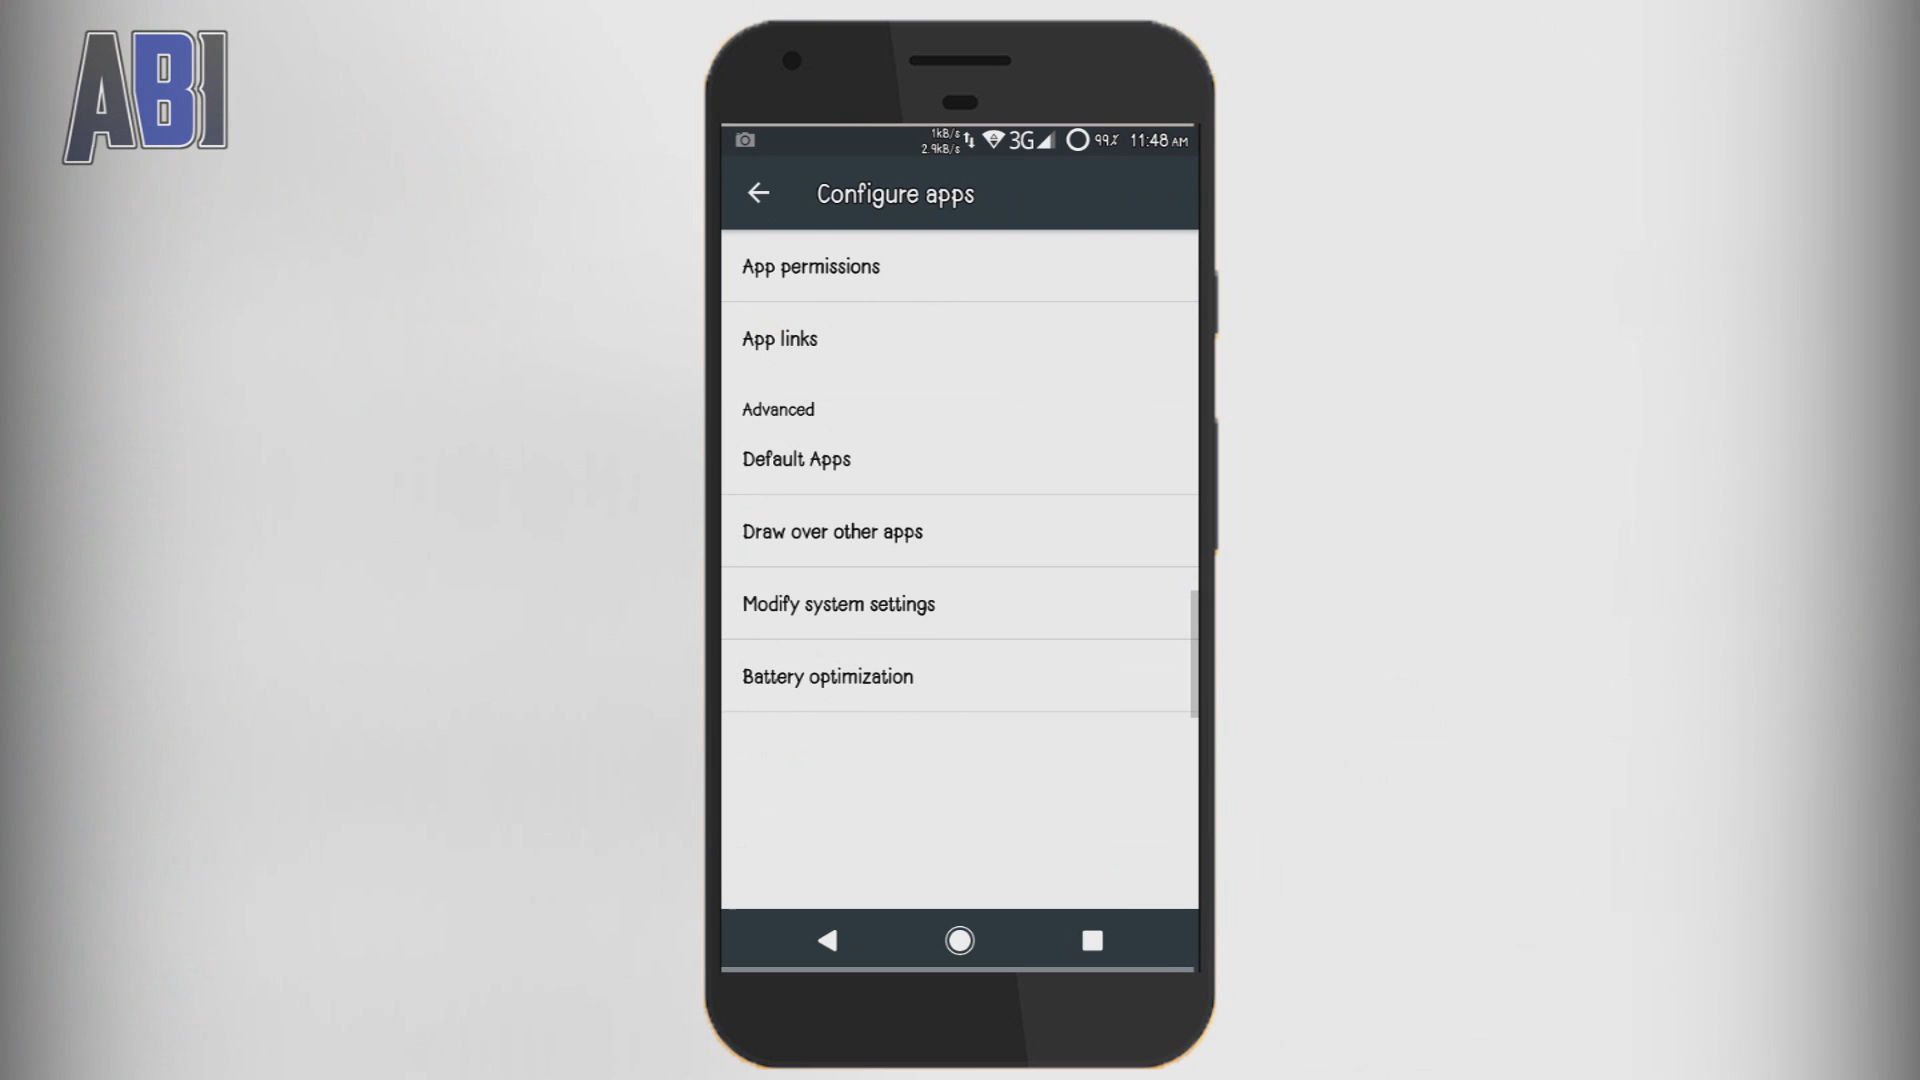 ABI
1kB/s
2.9kB/s
3G
99%
11:48 AM
Configure apps
App permissions
App links
Advanced
Default Apps
Draw over other apps
Modify system settings
Battery optimization